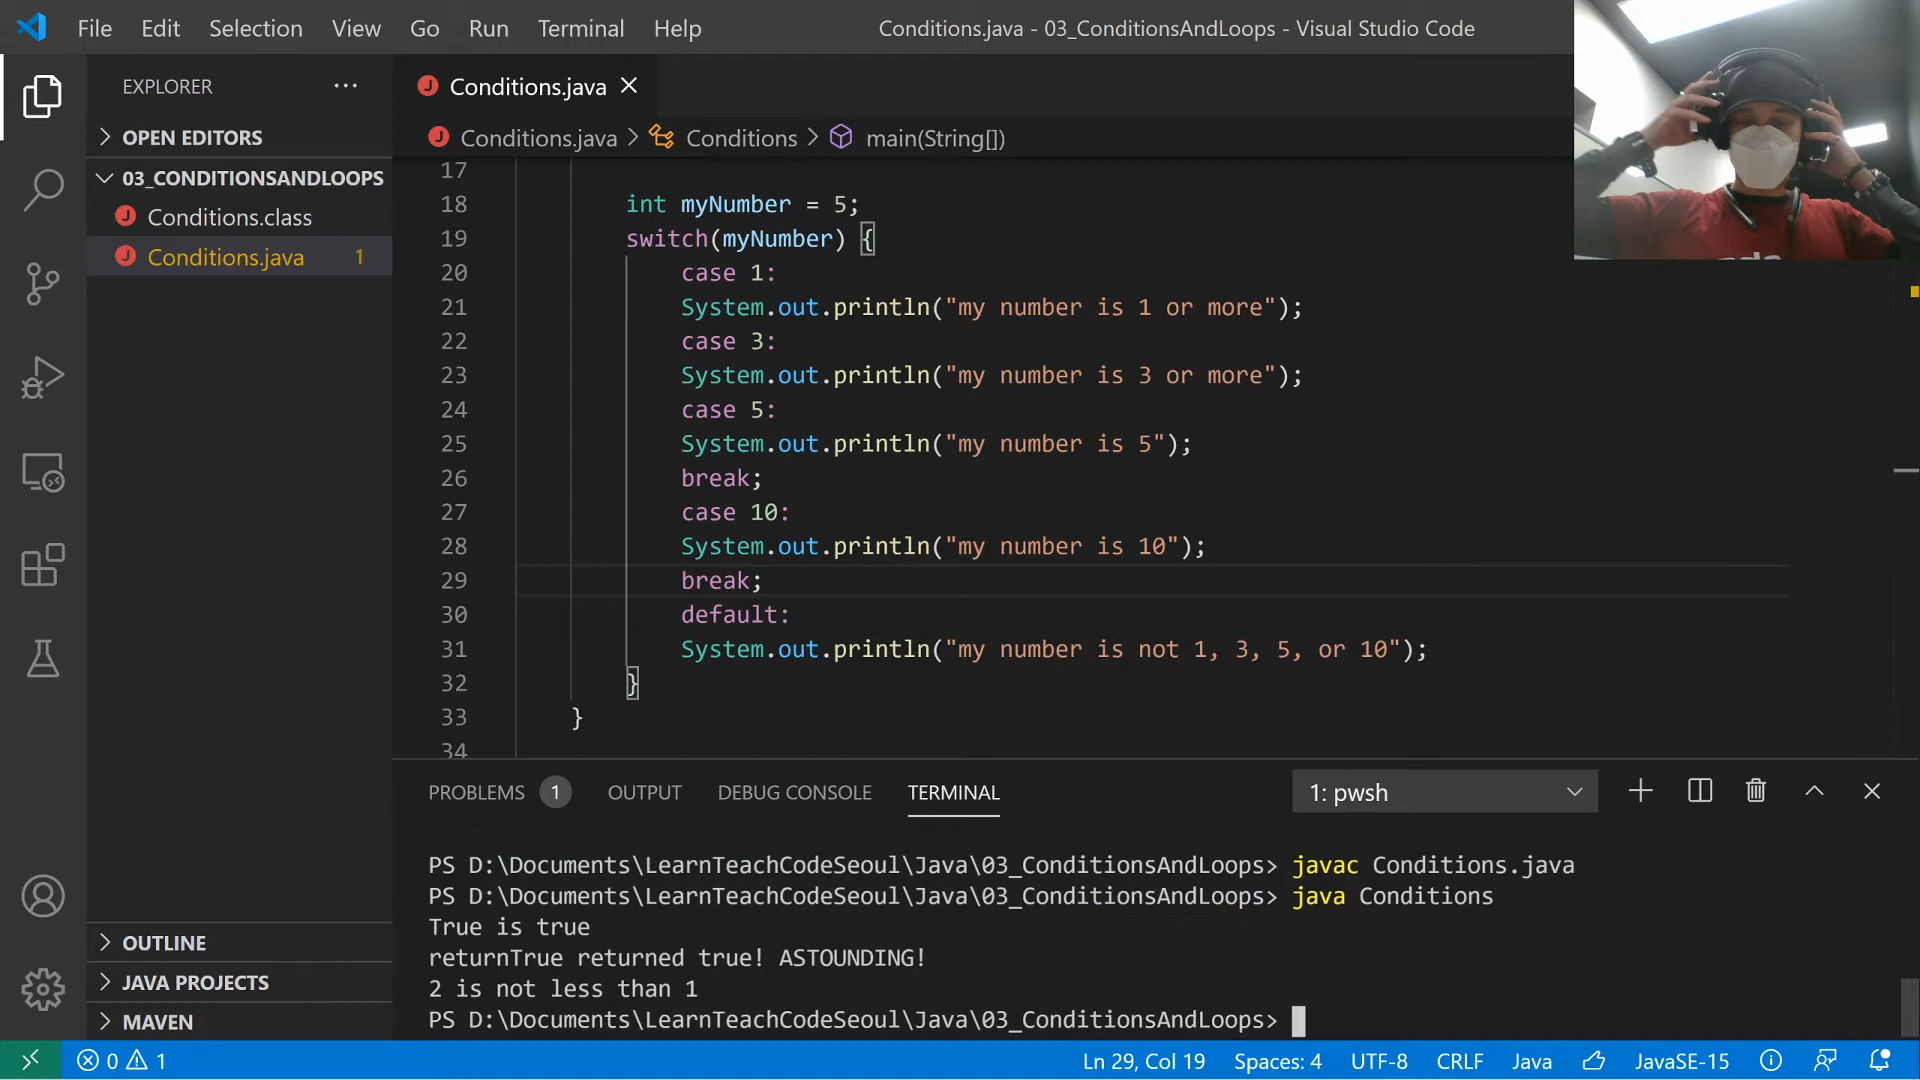 File Edit Selection View Go Run Terminal Help Conditions.java - 03_ConditionsAndLoops - Visual Studio Code
EXPLORER
OPEN EDITORS
03_CONDITIONSANDLOOPS
Conditions.class
Conditions.java 1
OUTLINE
JAVA PROJECTS
MAVEN
Conditions.java
Conditions.java > Conditions > main(String[])
17
18 int myNumber = 5;
19 switch(myNumber) {
20 case 1:
21 System.out.println("my number is 1 or more");
22 case 3:
23 System.out.println("my number is 3 or more");
24 case 5:
25 System.out.println("my number is 5");
26 break;
27 case 10:
28 System.out.println("my number is 10");
29 break;
30 default:
31 System.out.println("my number is not 1, 3, 5, or 10");
32 }
33 }
34
PROBLEMS 1 OUTPUT DEBUG CONSOLE TERMINAL 1: pwsh
PS D:\Documents\LearnTeachCodeSeoul\Java\03_ConditionsAndLoops> javac Conditions.java
PS D:\Documents\LearnTeachCodeSeoul\Java\03_ConditionsAndLoops> java Conditions
True is true
returnTrue returned true! ASTOUNDING!
2 is not less than 1
PS D:\Documents\LearnTeachCodeSeoul\Java\03_ConditionsAndLoops>
0 1 Ln 29, Col 19 Spaces: 4 UTF-8 CRLF Java JavaSE-15